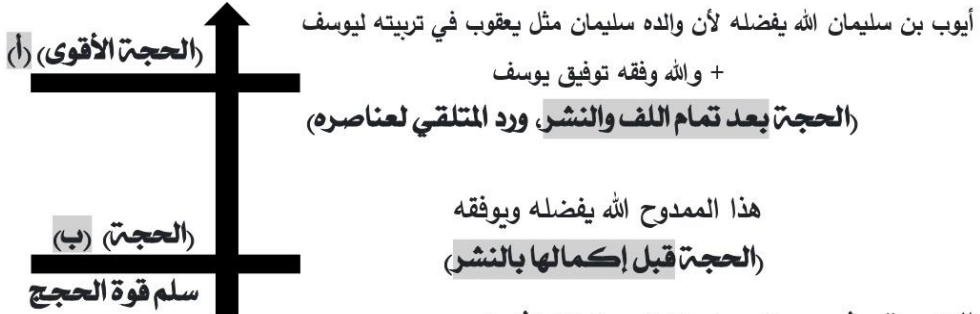 أيوب بن سليمان الله يفضله لأن والده سليمان مثل يعقوب في تربيته ليوسف
+ والله وفقه توفيق يوسف
(الحجة الأقوى) (أ)
(الحجة بعد تمام اللف والنشر، ورد المتلقي لعناصره)
هذا الممدوح الله يفضله ويوفقه
(الحجة) (ب)
(الحجة قبل إكمالها بالنشر)
سلم قوة الحجج